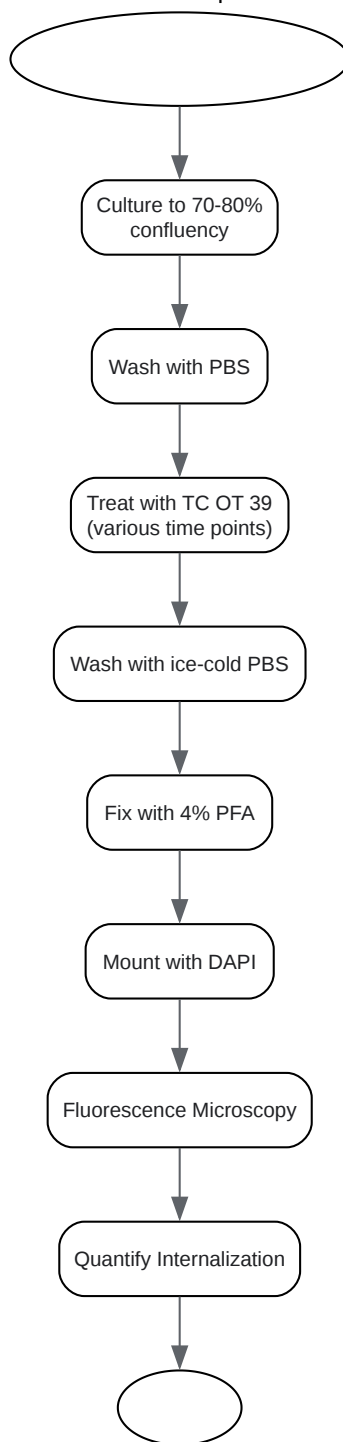 Culture to 70-80%
confluency
Wash with PBS
Treat with TC OT 39
(various time points)
Wash with ice-cold PBS
Fix with 4% PFA
Mount with DAPI
Fluorescence Microscopy
Quantify Internalization